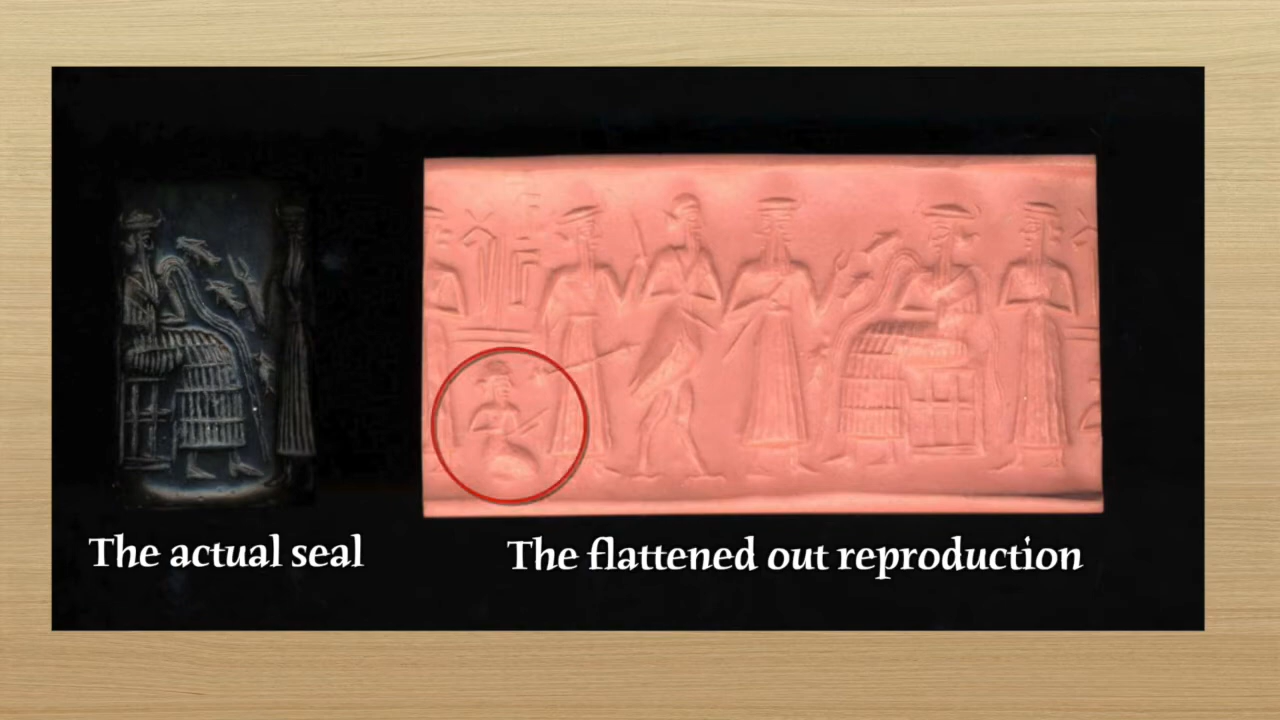 The actual seal
The flattened out reproduction